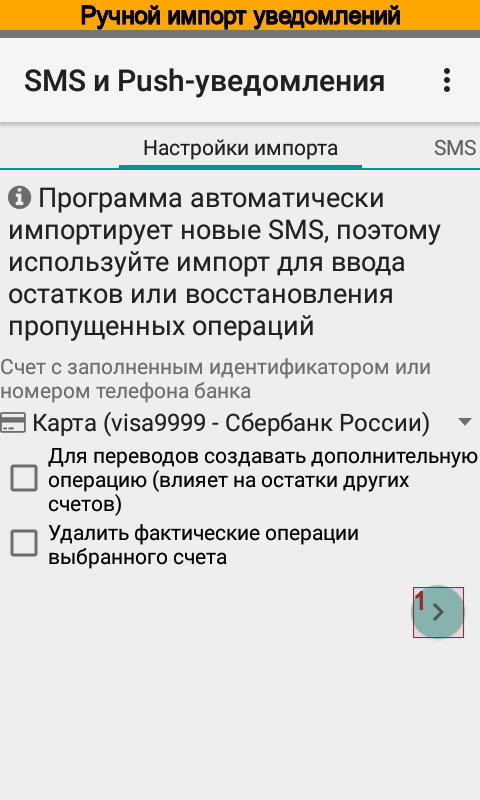 Ручной импорт уведомлений
SMS и Push-уведомления
Настройки импорта
SMS
Программа автоматически
импортирует новые SMS, поэтому
используйте импорт для ввода
остатков или восстановления
пропущенных операций
Счет с заполненным идентификатором или
номером телефона банка
Карта (visa9999 - Сбербанк России)
Для переводов создавать дополнительную
операцию (влияет на остатки других
счетов)
Удалить фактические операции
выбранного счета
1